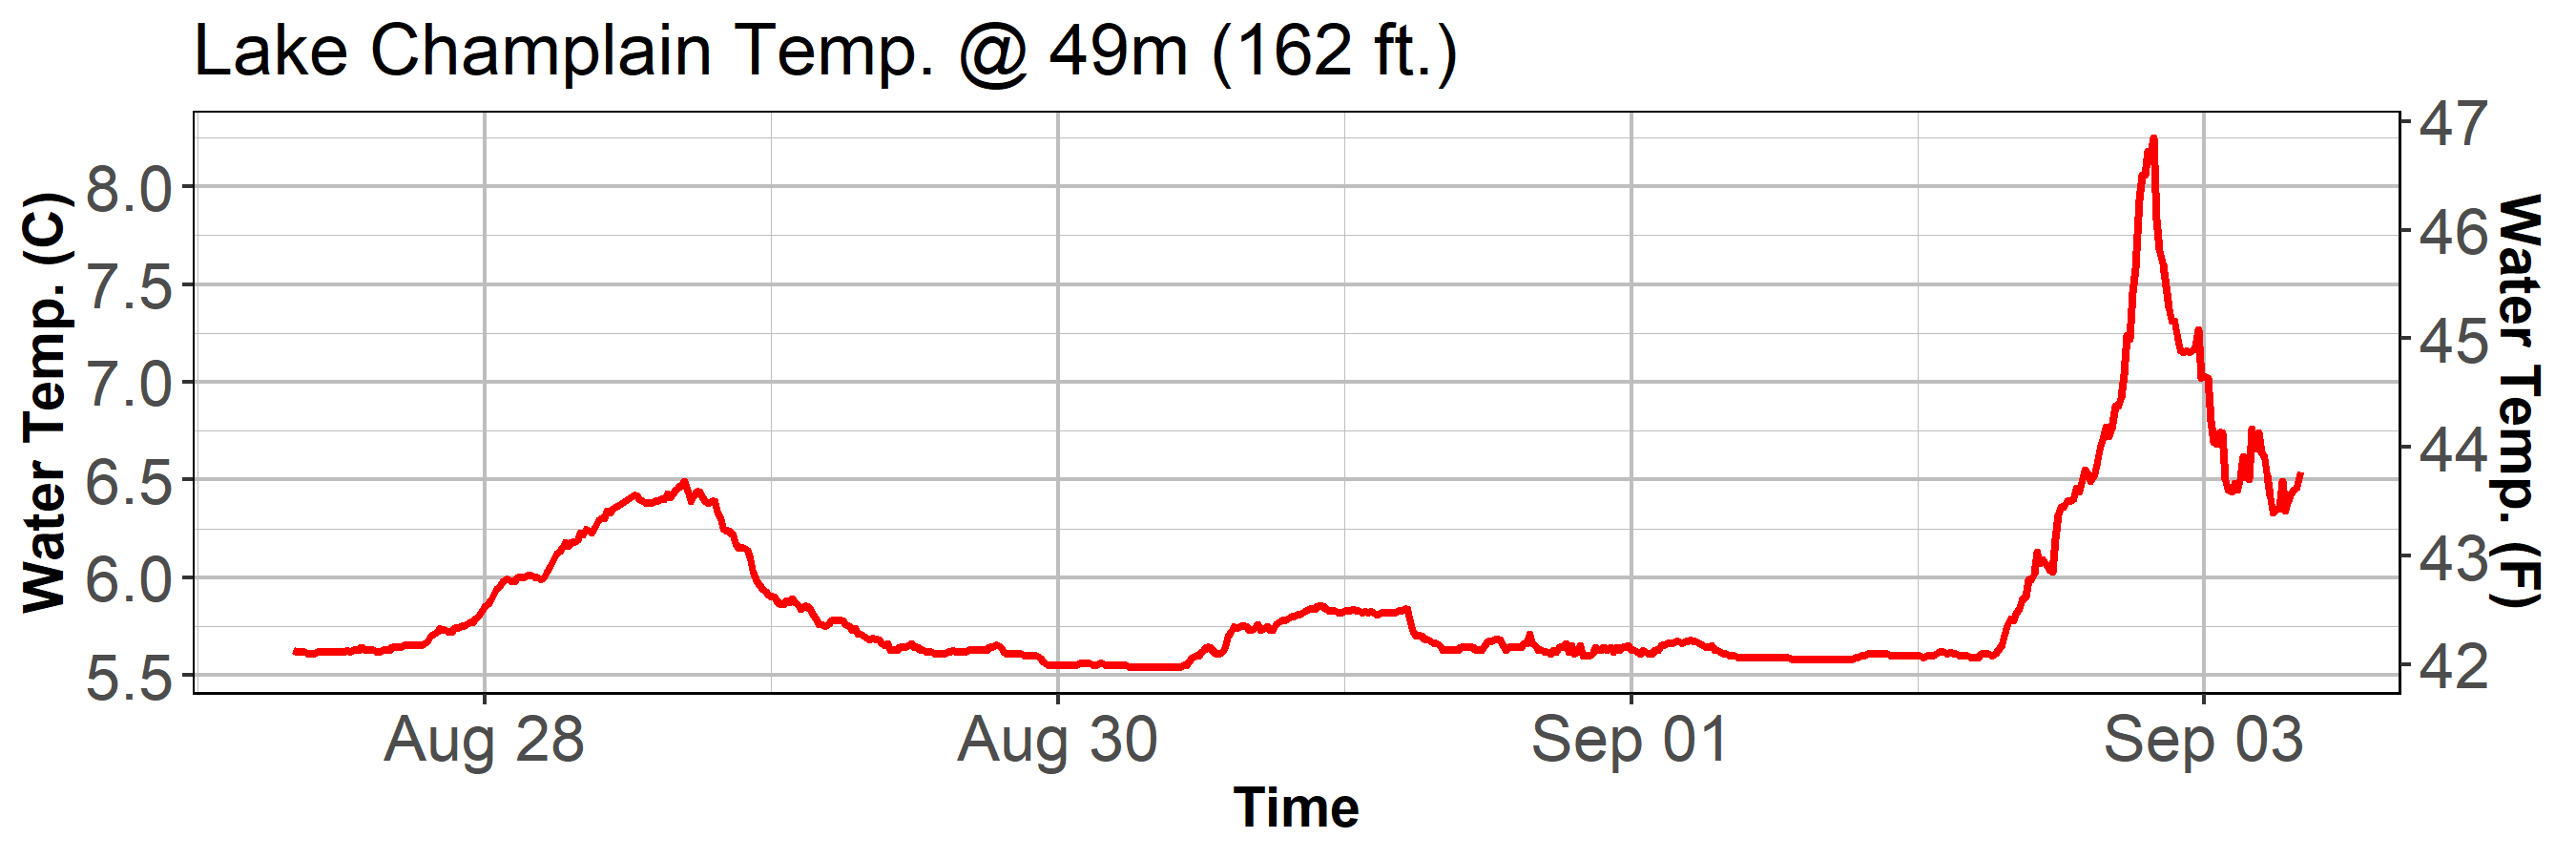 Lake Champlain Temp. @ 49m (162 ft.)
Water Temp. (C)
8.0
7.5
7.0
6.5
6.0
5.5
47
46
45
44
43
42
Water Temp. (F)
Aug 28
Aug 30
Sep 01
Sep 03
Time